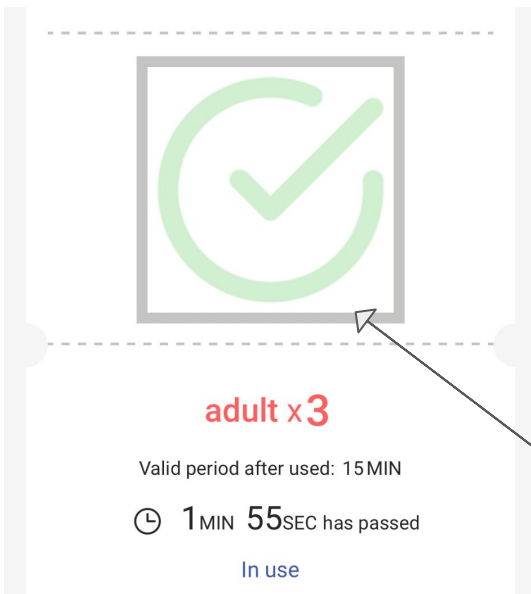 adult x3
Valid period after used: 15MIN
1MIN 55SEC has passed
In use